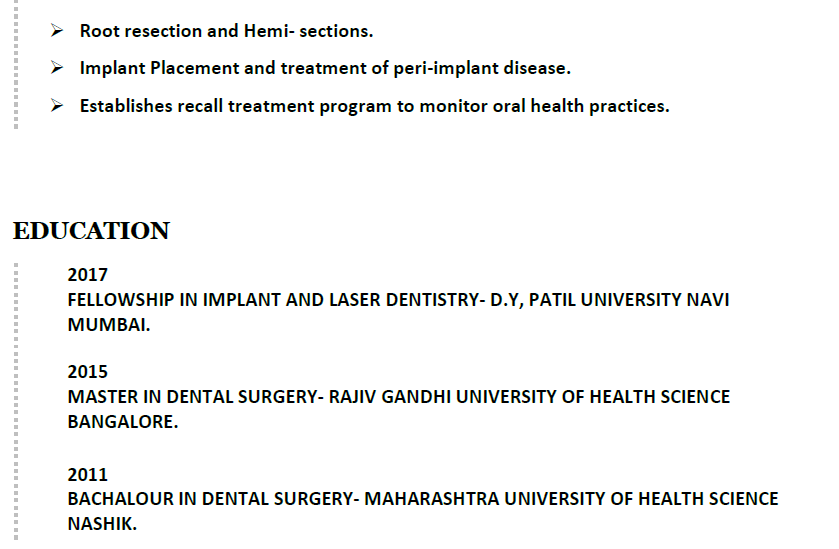 ➢ Root resection and Hemi- sections.
➢ Implant Placement and treatment of peri-implant disease.
➢ Establishes recall treatment program to monitor oral health practices.
EDUCATION
2017
FELLOWSHIP IN IMPLANT AND LASER DENTISTRY- D.Y, PATIL UNIVERSITY NAVI
MUMBAI.
2015
MASTER IN DENTAL SURGERY- RAJIV GANDHI UNIVERSITY OF HEALTH SCIENCE
BANGALORE.
2011
BACHALOUR IN DENTAL SURGERY- MAHARASHTRA UNIVERSITY OF HEALTH SCIENCE
NASHIK.